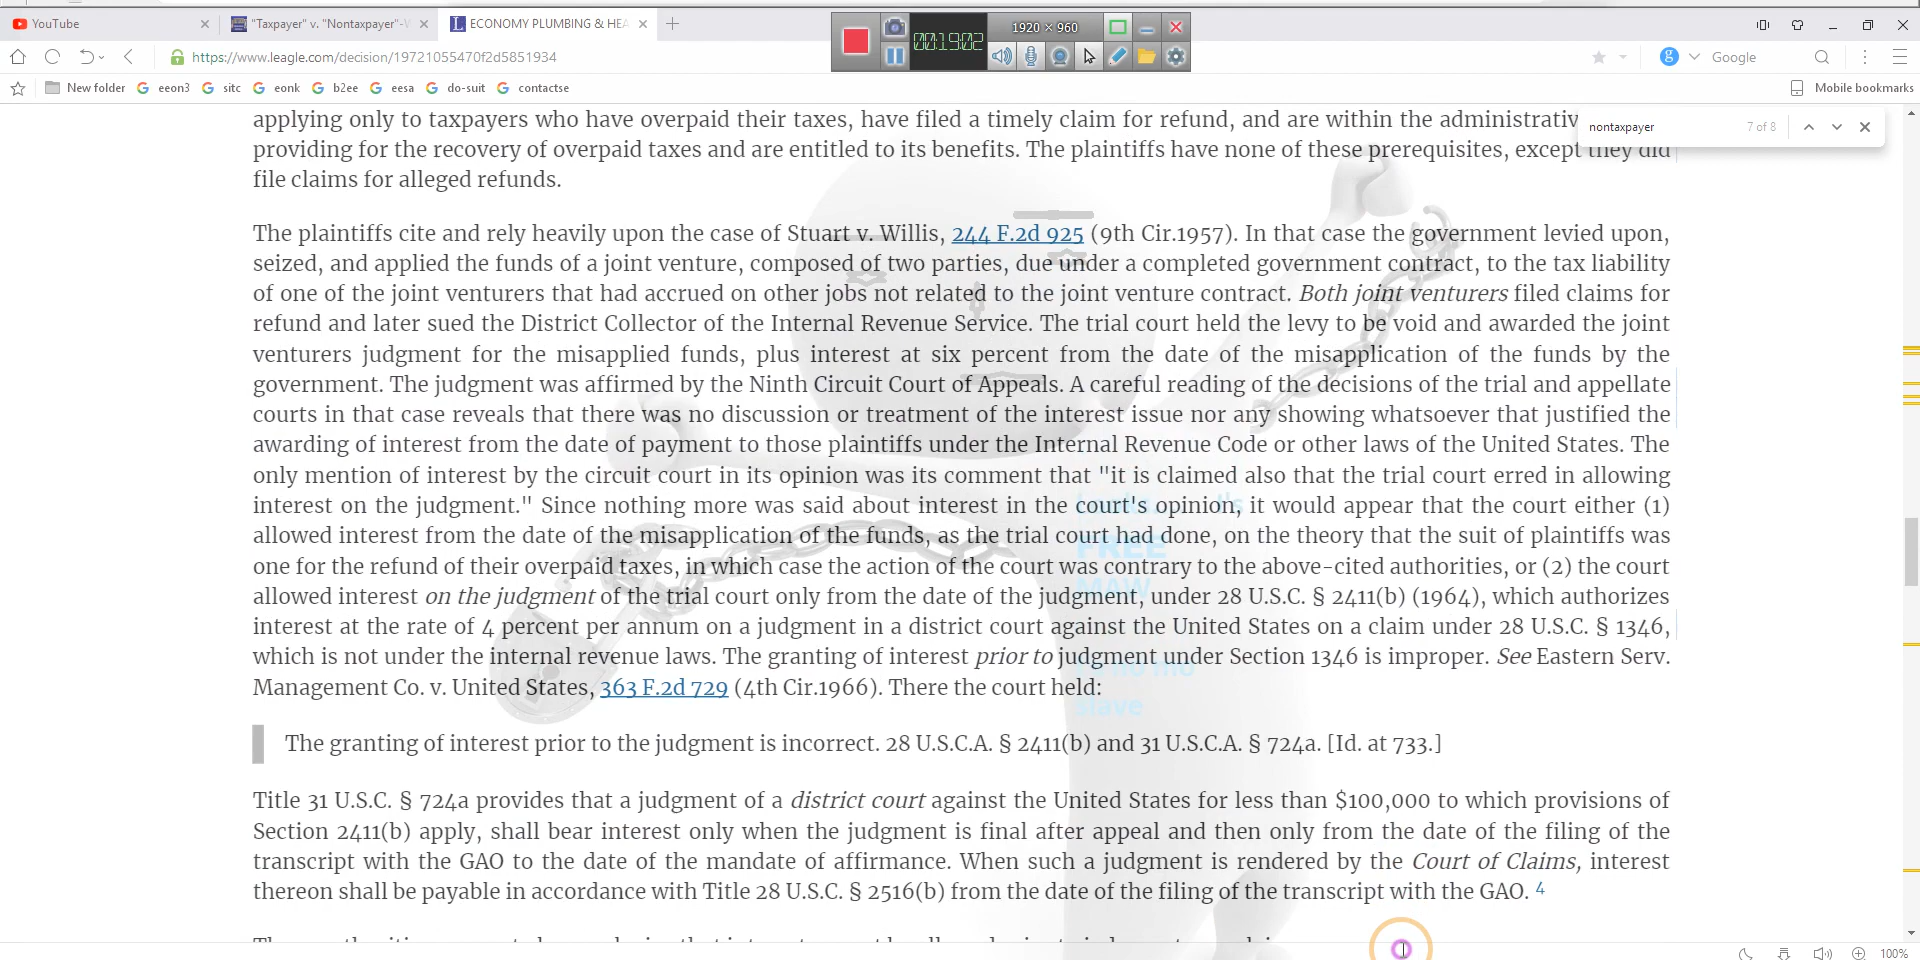 YouTube
"Taxpayer" v. "Nontaxpayer"-W
ECONOMY PLUMBING & HEA
00:19:02
1920 × 960
https://www.leagle.com/decision/19721055470f2d5851934
Google
New folder
eeon3
sitc
eonk
b2ee
eesa
do-suit
contactse
Mobile bookmarks
nontaxpayer
7 of 8
applying only to taxpayers who have overpaid their taxes, have filed a timely claim for refund, and are within the administrativ
providing for the recovery of overpaid taxes and are entitled to its benefits. The plaintiffs have none of these prerequisites, except they did
file claims for alleged refunds.
The plaintiffs cite and rely heavily upon the case of Stuart v. Willis, 244 F.2d 925 (9th Cir.1957). In that case the government levied upon,
seized, and applied the funds of a joint venture, composed of two parties, due under a completed government contract, to the tax liability
of one of the joint venturers that had accrued on other jobs not related to the joint venture contract. Both joint venturers filed claims for
refund and later sued the District Collector of the Internal Revenue Service. The trial court held the levy to be void and awarded the joint
venturers judgment for the misapplied funds, plus interest at six percent from the date of the misapplication of the funds by the
government. The judgment was affirmed by the Ninth Circuit Court of Appeals. A careful reading of the decisions of the trial and appellate
courts in that case reveals that there was no discussion or treatment of the interest issue nor any showing whatsoever that justified the
awarding of interest from the date of payment to those plaintiffs under the Internal Revenue Code or other laws of the United States. The
only mention of interest by the circuit court in its opinion was its comment that "it is claimed also that the trial court erred in allowing
interest on the judgment." Since nothing more was said about interest in the court's opinion, it would appear that the court either (1)
allowed interest from the date of the misapplication of the funds, as the trial court had done, on the theory that the suit of plaintiffs was
one for the refund of their overpaid taxes, in which case the action of the court was contrary to the above-cited authorities, or (2) the court
allowed interest on the judgment of the trial court only from the date of the judgment, under 28 U.S.C. § 2411(b) (1964), which authorizes
interest at the rate of 4 percent per annum on a judgment in a district court against the United States on a claim under 28 U.S.C. § 1346,
which is not under the internal revenue laws. The granting of interest prior to judgment under Section 1346 is improper. See Eastern Serv.
Management Co. v. United States, 363 F.2d 729 (4th Cir.1966). There the court held:
FREE
MAW
slave
The granting of interest prior to the judgment is incorrect. 28 U.S.C.A. § 2411(b) and 31 U.S.C.A. § 724a. [Id. at 733.]
Title 31 U.S.C. § 724a provides that a judgment of a district court against the United States for less than $100,000 to which provisions of
Section 2411(b) apply, shall bear interest only when the judgment is final after appeal and then only from the date of the filing of the
transcript with the GAO to the date of the mandate of affirmance. When such a judgment is rendered by the Court of Claims, interest
thereon shall be payable in accordance with Title 28 U.S.C. § 2516(b) from the date of the filing of the transcript with the GAO. 4
100%